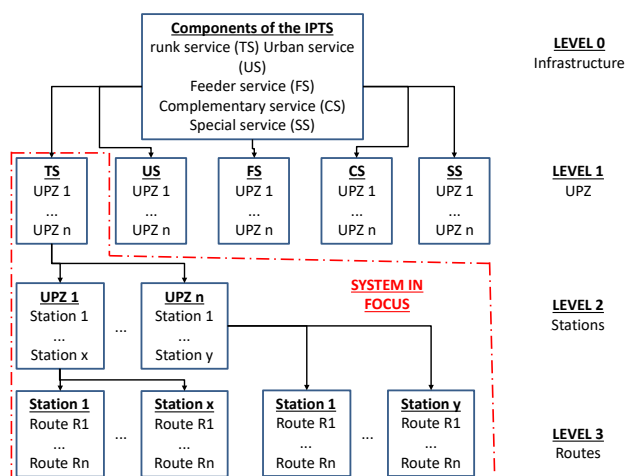 Components of the IPTS
runk service (TS) Urban service
(US)
Feeder service (FS)
Complementary service (CS)
Special service (SS)
LEVEL 0
Infrastructure
TS
UPZ 1
...
UPZ n
US
UPZ 1
...
UPZ n
FS
UPZ 1
...
UPZ n
CS
UPZ 1
...
UPZ n
SS
UPZ 1
...
UPZ n
LEVEL 1
UPZ
UPZ 1
Station 1
...
Station x
...
UPZ n
Station 1
...
Station y
SYSTEM IN
FOCUS
LEVEL 2
Stations
Station 1
Route R1
...
Route Rn
...
Station x
Route R1
...
Route Rn
Station 1
Route R1
...
Route Rn
...
Station y
Route R1
...
Route Rn
LEVEL 3
Routes